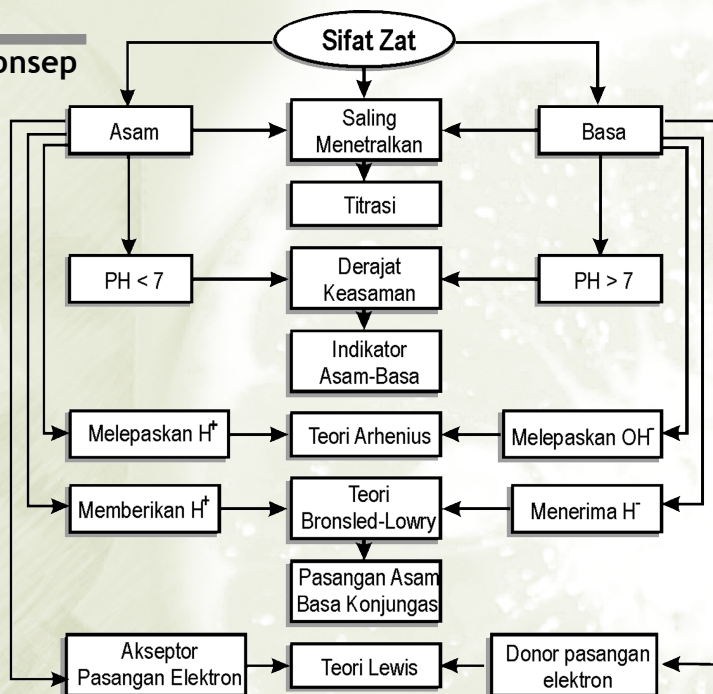 Sifat Zat
onsep
Asam
Saling
Menetralkan
Basa
Titrasi
PH < 7
Derajat
Keasaman
PH > 7
Indikator
Asam-Basa
Melepaskan H⁺
Teori Arhenius
Melepaskan OH⁻
Memberikan H⁺
Teori
Bronsled-Lowry
Menerima H⁻
Pasangan Asam
Basa Konjungas
Akseptor
Pasangan Elektron
Teori Lewis
Donor pasangan
elektron